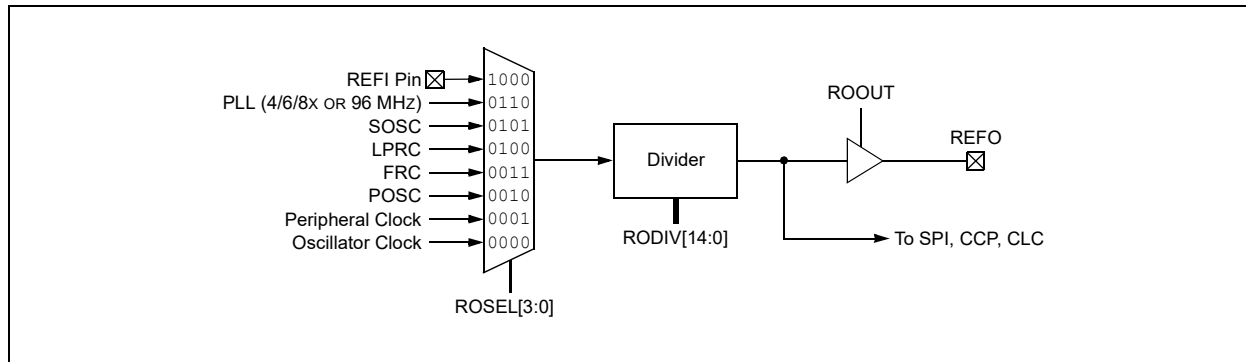 REFI Pin 1000
PLL (4/6/8X OR 96 MHz) 0110
SOSC 0101
LPRC 0100
FRC 0011
POSC 0010
Peripheral Clock 0001
Oscillator Clock 0000
ROSEL[3:0]
Divider
RODIV[14:0]
ROOUT
REFO
To SPI, CCP, CLC